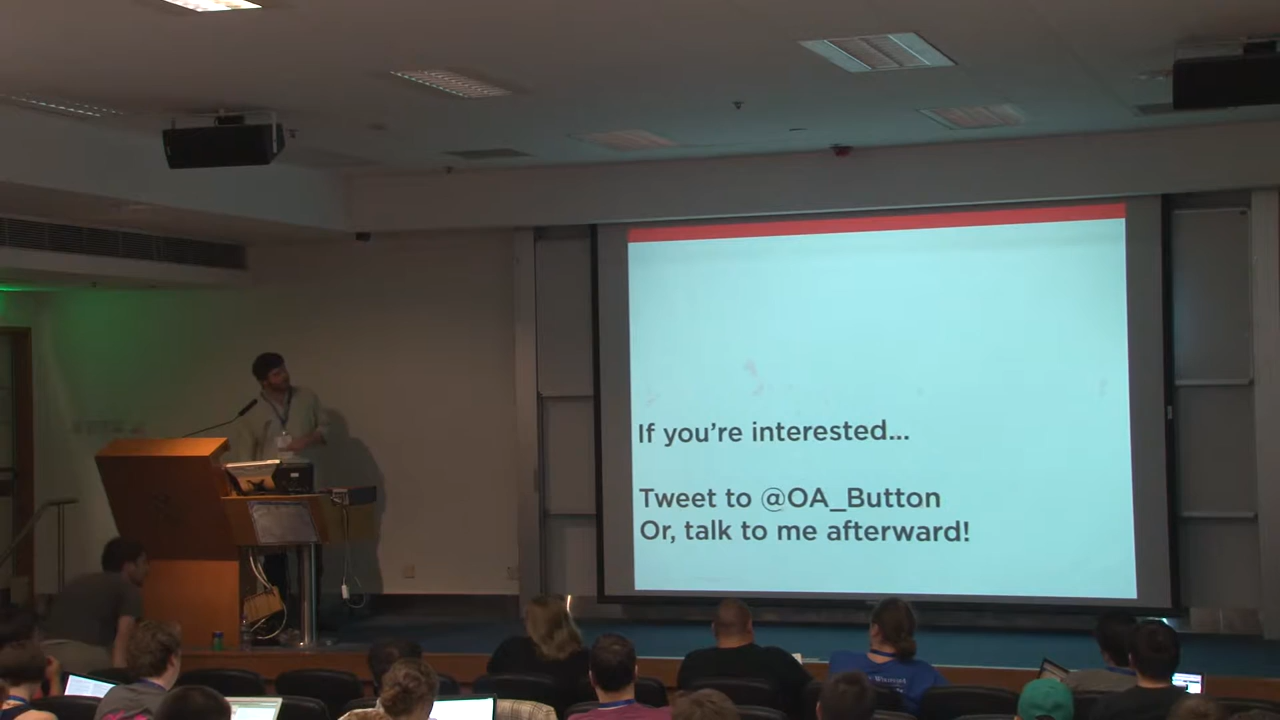 If you're interested...
Tweet to @OA_Button
Or, talk to me afterward!